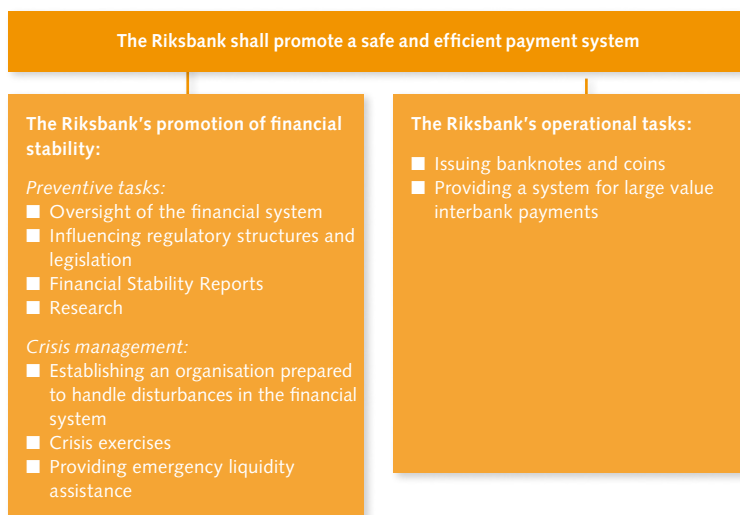 The Riksbank shall promote a safe and efficient payment system
The Riksbank's promotion of financial
stability:
Preventive tasks:
■ Oversight of the financial system
■ Influencing regulatory structures and
legislation
■ Financial Stability Reports
■ Research
Crisis management:
■ Establishing an organisation prepared
to handle disturbances in the financial
system
■ Crisis exercises
■ Providing emergency liquidity
assistance
The Riksbank's operational tasks:
■ Issuing banknotes and coins
■ Providing a system for large value
interbank payments